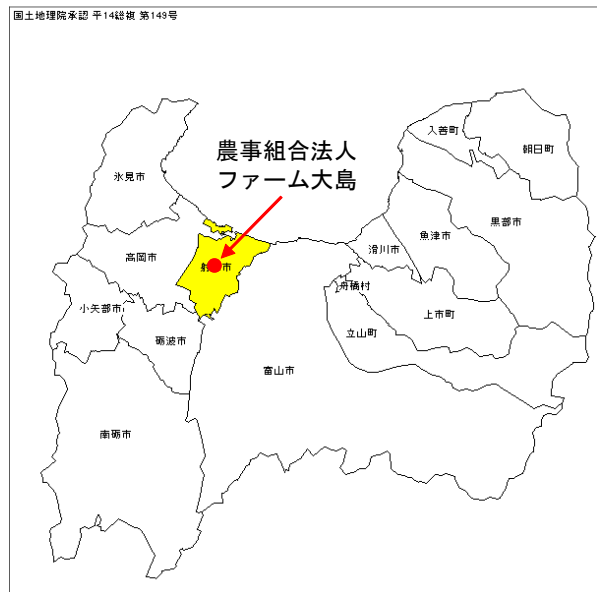 国土地理院承認 平14総複 第149号
農事組合法人
ファーム大島
入善町
朝日町
氷見市
黒部市
魚津市
滑川市
高岡市
射水市
舟橋村
小矢部市
上市町
立山町
砺波市
富山市
南砺市